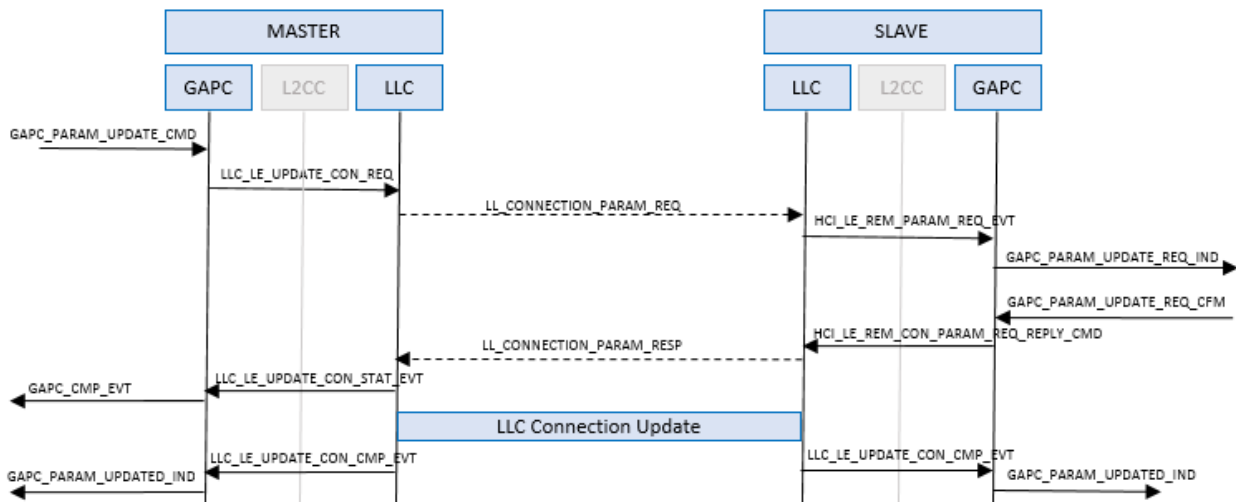 MASTER
SLAVE
GAPC
L2CC
LLC
LLC
L2CC
GAPC
GAPC_PARAM_UPDATE_CMD
LLC_LE_UPDATE_CON_REQ
LL_CONNECTION_PARAM_REQ
HCI_LE_REM_PARAM_REQ_EVT
GAPC_PARAM_UPDATE_REQ_IND
GAPC_PARAM_UPDATE_REQ_CFM
HCI_LE_REM_CON_PARAM_REQ_REPLY_CMD
LL_CONNECTION_PARAM_RESP
LLC_LE_UPDATE_CON_STAT_EVT
GAPC_CMP_EVT
LLC Connection Update
LLC_LE_UPDATE_CON_CMP_EVT
LLC_LE_UPDATE_CON_CMP_EVT
GAPC_PARAM_UPDATED_IND
GAPC_PARAM_UPDATED_IND